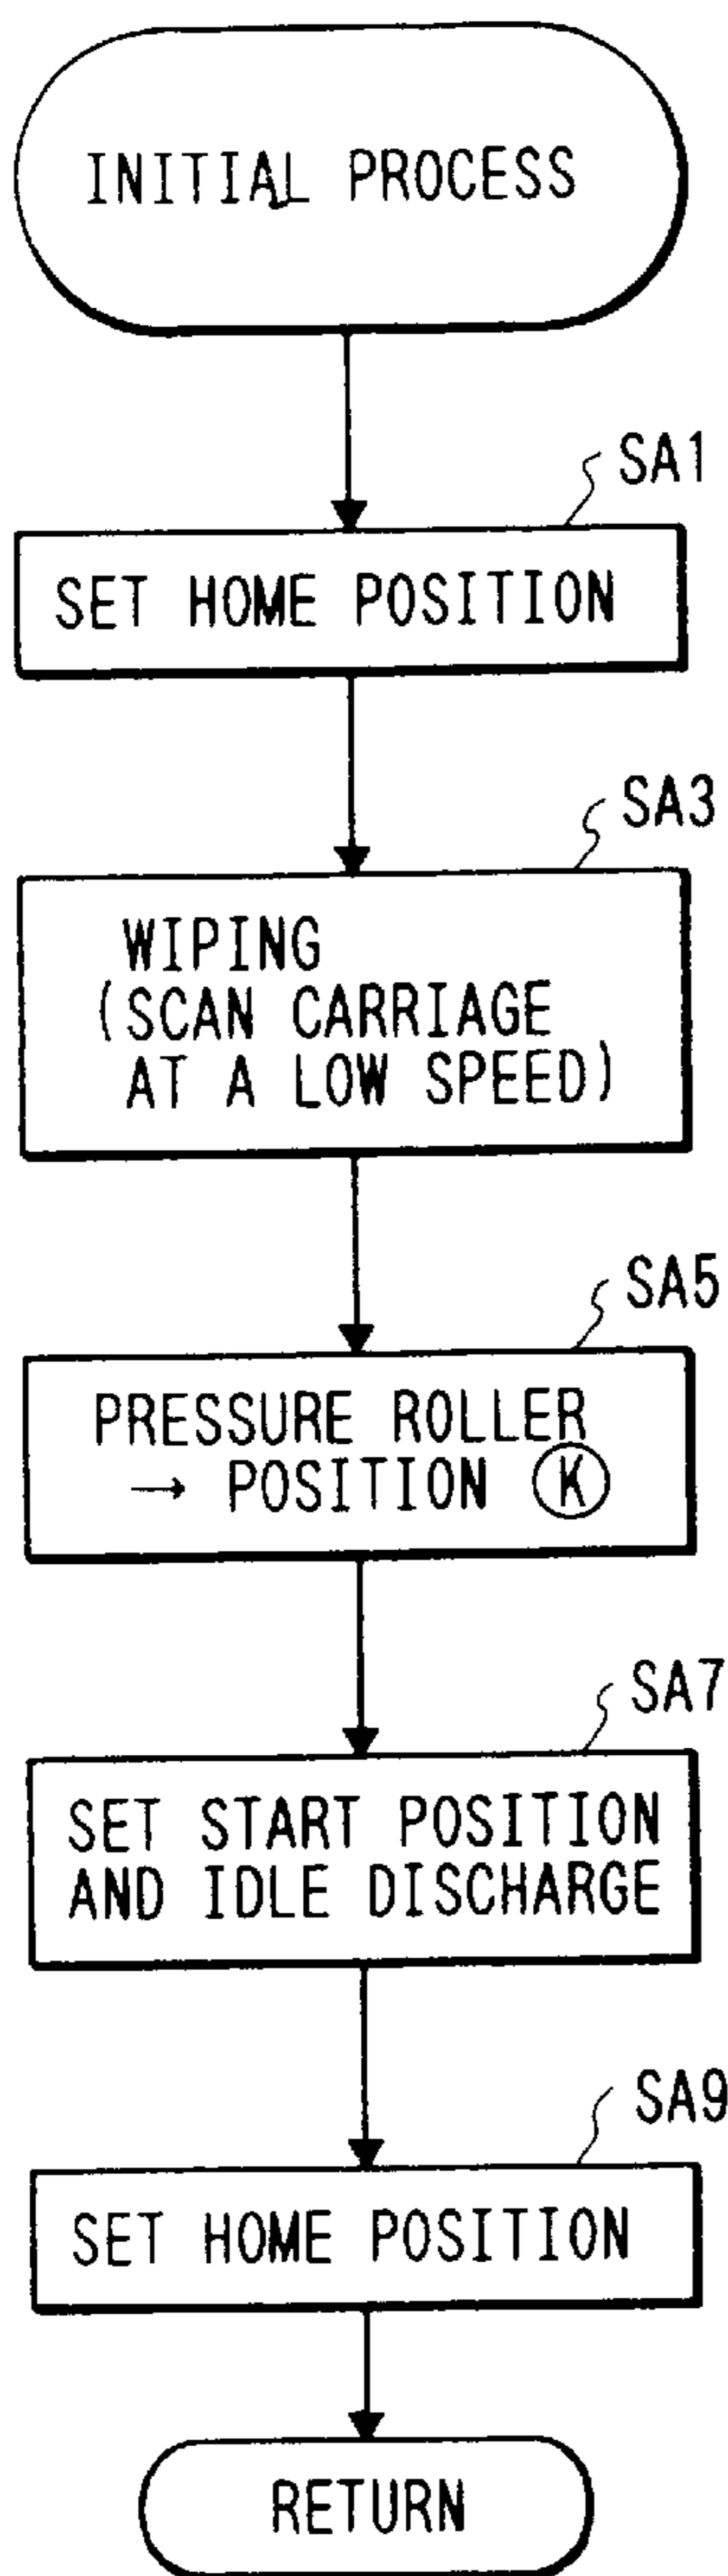 INITIAL PROCESS
SA1
SET HOME POSITION
SA3
WIPING
(SCAN CARRIAGE
AT A LOW SPEED)
SA5
PRESSURE ROLLER
→ POSITION Ⓚ
SA7
SET START POSITION
AND IDLE DISCHARGE
SA9
SET HOME POSITION
RETURN